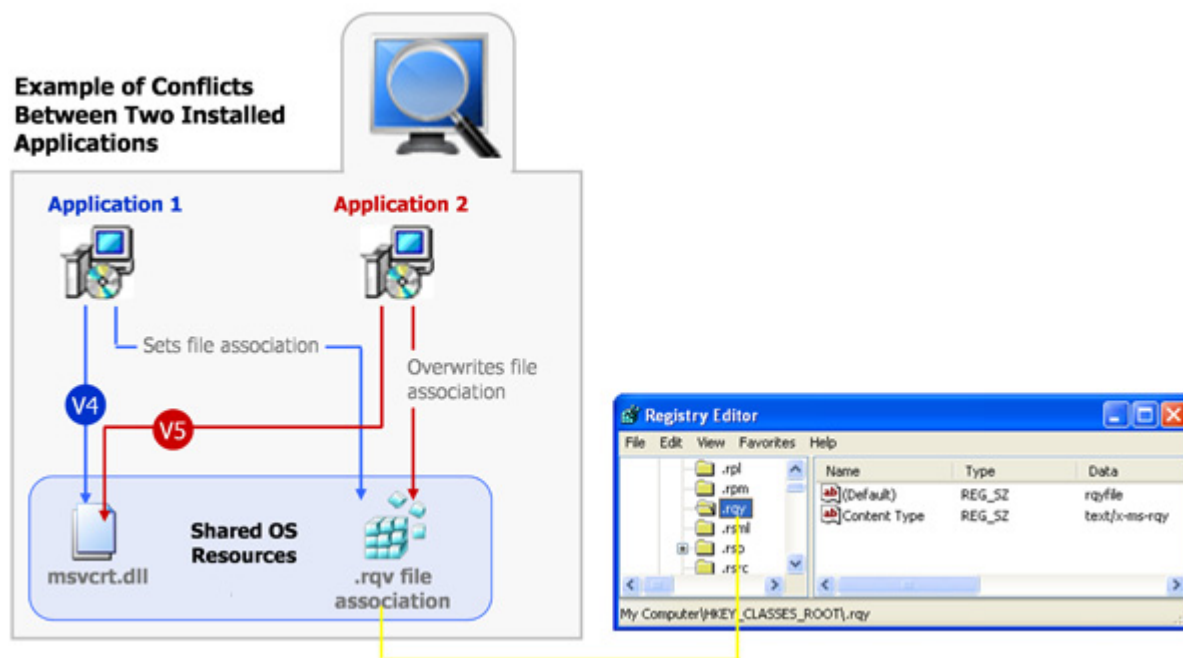 Example of Conflicts
Between Two Installed
Applications
Application 1
Application 2
Sets file association
Overwrites file
association
V4
V5
Shared OS
Resources
msvcrt.dll
.rqv file
association
Registry Editor
File Edit View Favorites Help
.rpl
.rpm
.rqy
.rsml
.rsp
.rsrc
Name Type Data
(Default) REG_SZ rqyfile
Content Type REG_SZ text/x-ms-rqy
My Computer\HKEY_CLASSES_ROOT\.rqy